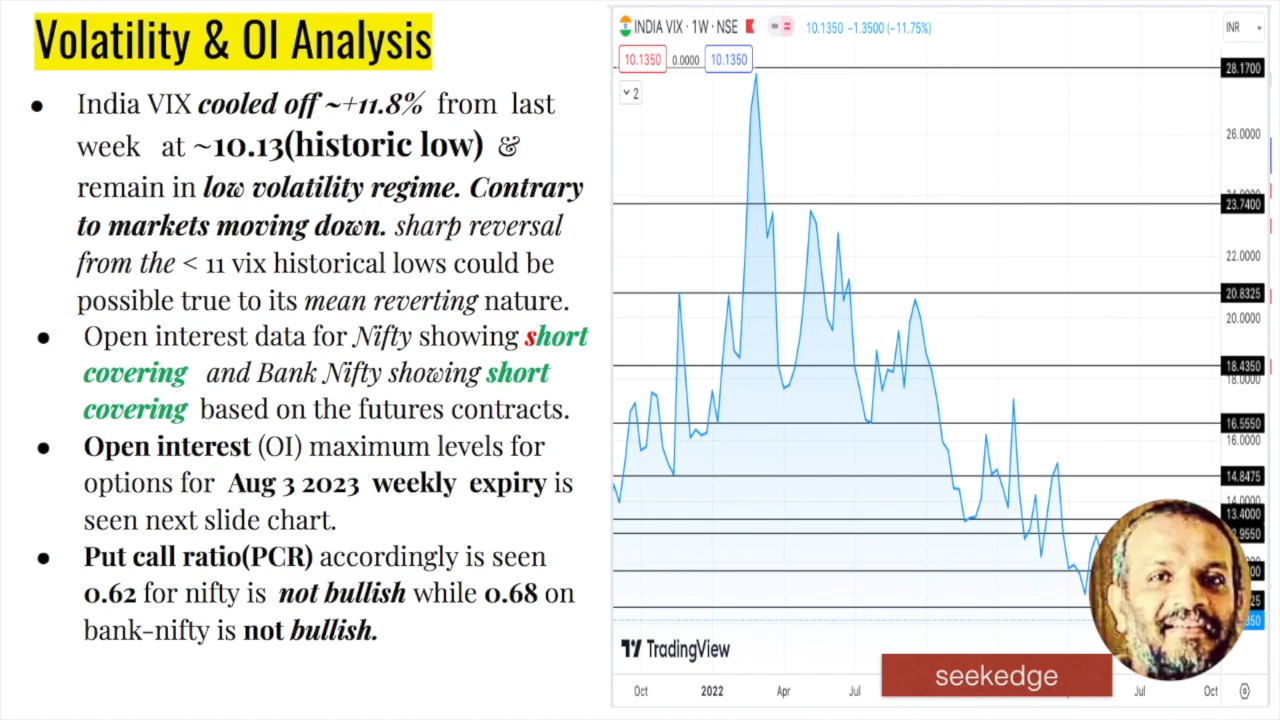 Volatility & OI Analysis
● India VIX cooled off ~+11.8% from last
week at ~10.13(historic low) &
remain in low volatility regime. Contrary
to markets moving down. sharp reversal
from the < 11 vix historical lows could be
possible true to its mean reverting nature.
● Open interest data for Nifty showing short
covering and Bank Nifty showing short
covering based on the futures contracts.
● Open interest (OI) maximum levels for
options for Aug 3 2023 weekly expiry is
seen next slide chart.
● Put call ratio(PCR) accordingly is seen
0.62 for nifty is not bullish while 0.68 on
bank-nifty is not bullish.
INDIA VIX · 1W · NSE 10.1350 −1.3500 (−11.75%)
INR
10.1350 0.0000 10.1350
2
28.1700
26.0000
24.0000
23.7400
22.0000
20.8325
20.0000
18.4350
18.0000
16.5550
16.0000
14.8475
14.0000
13.4000
TradingView
seekedge
Oct 2022 Apr Jul Jul Oct